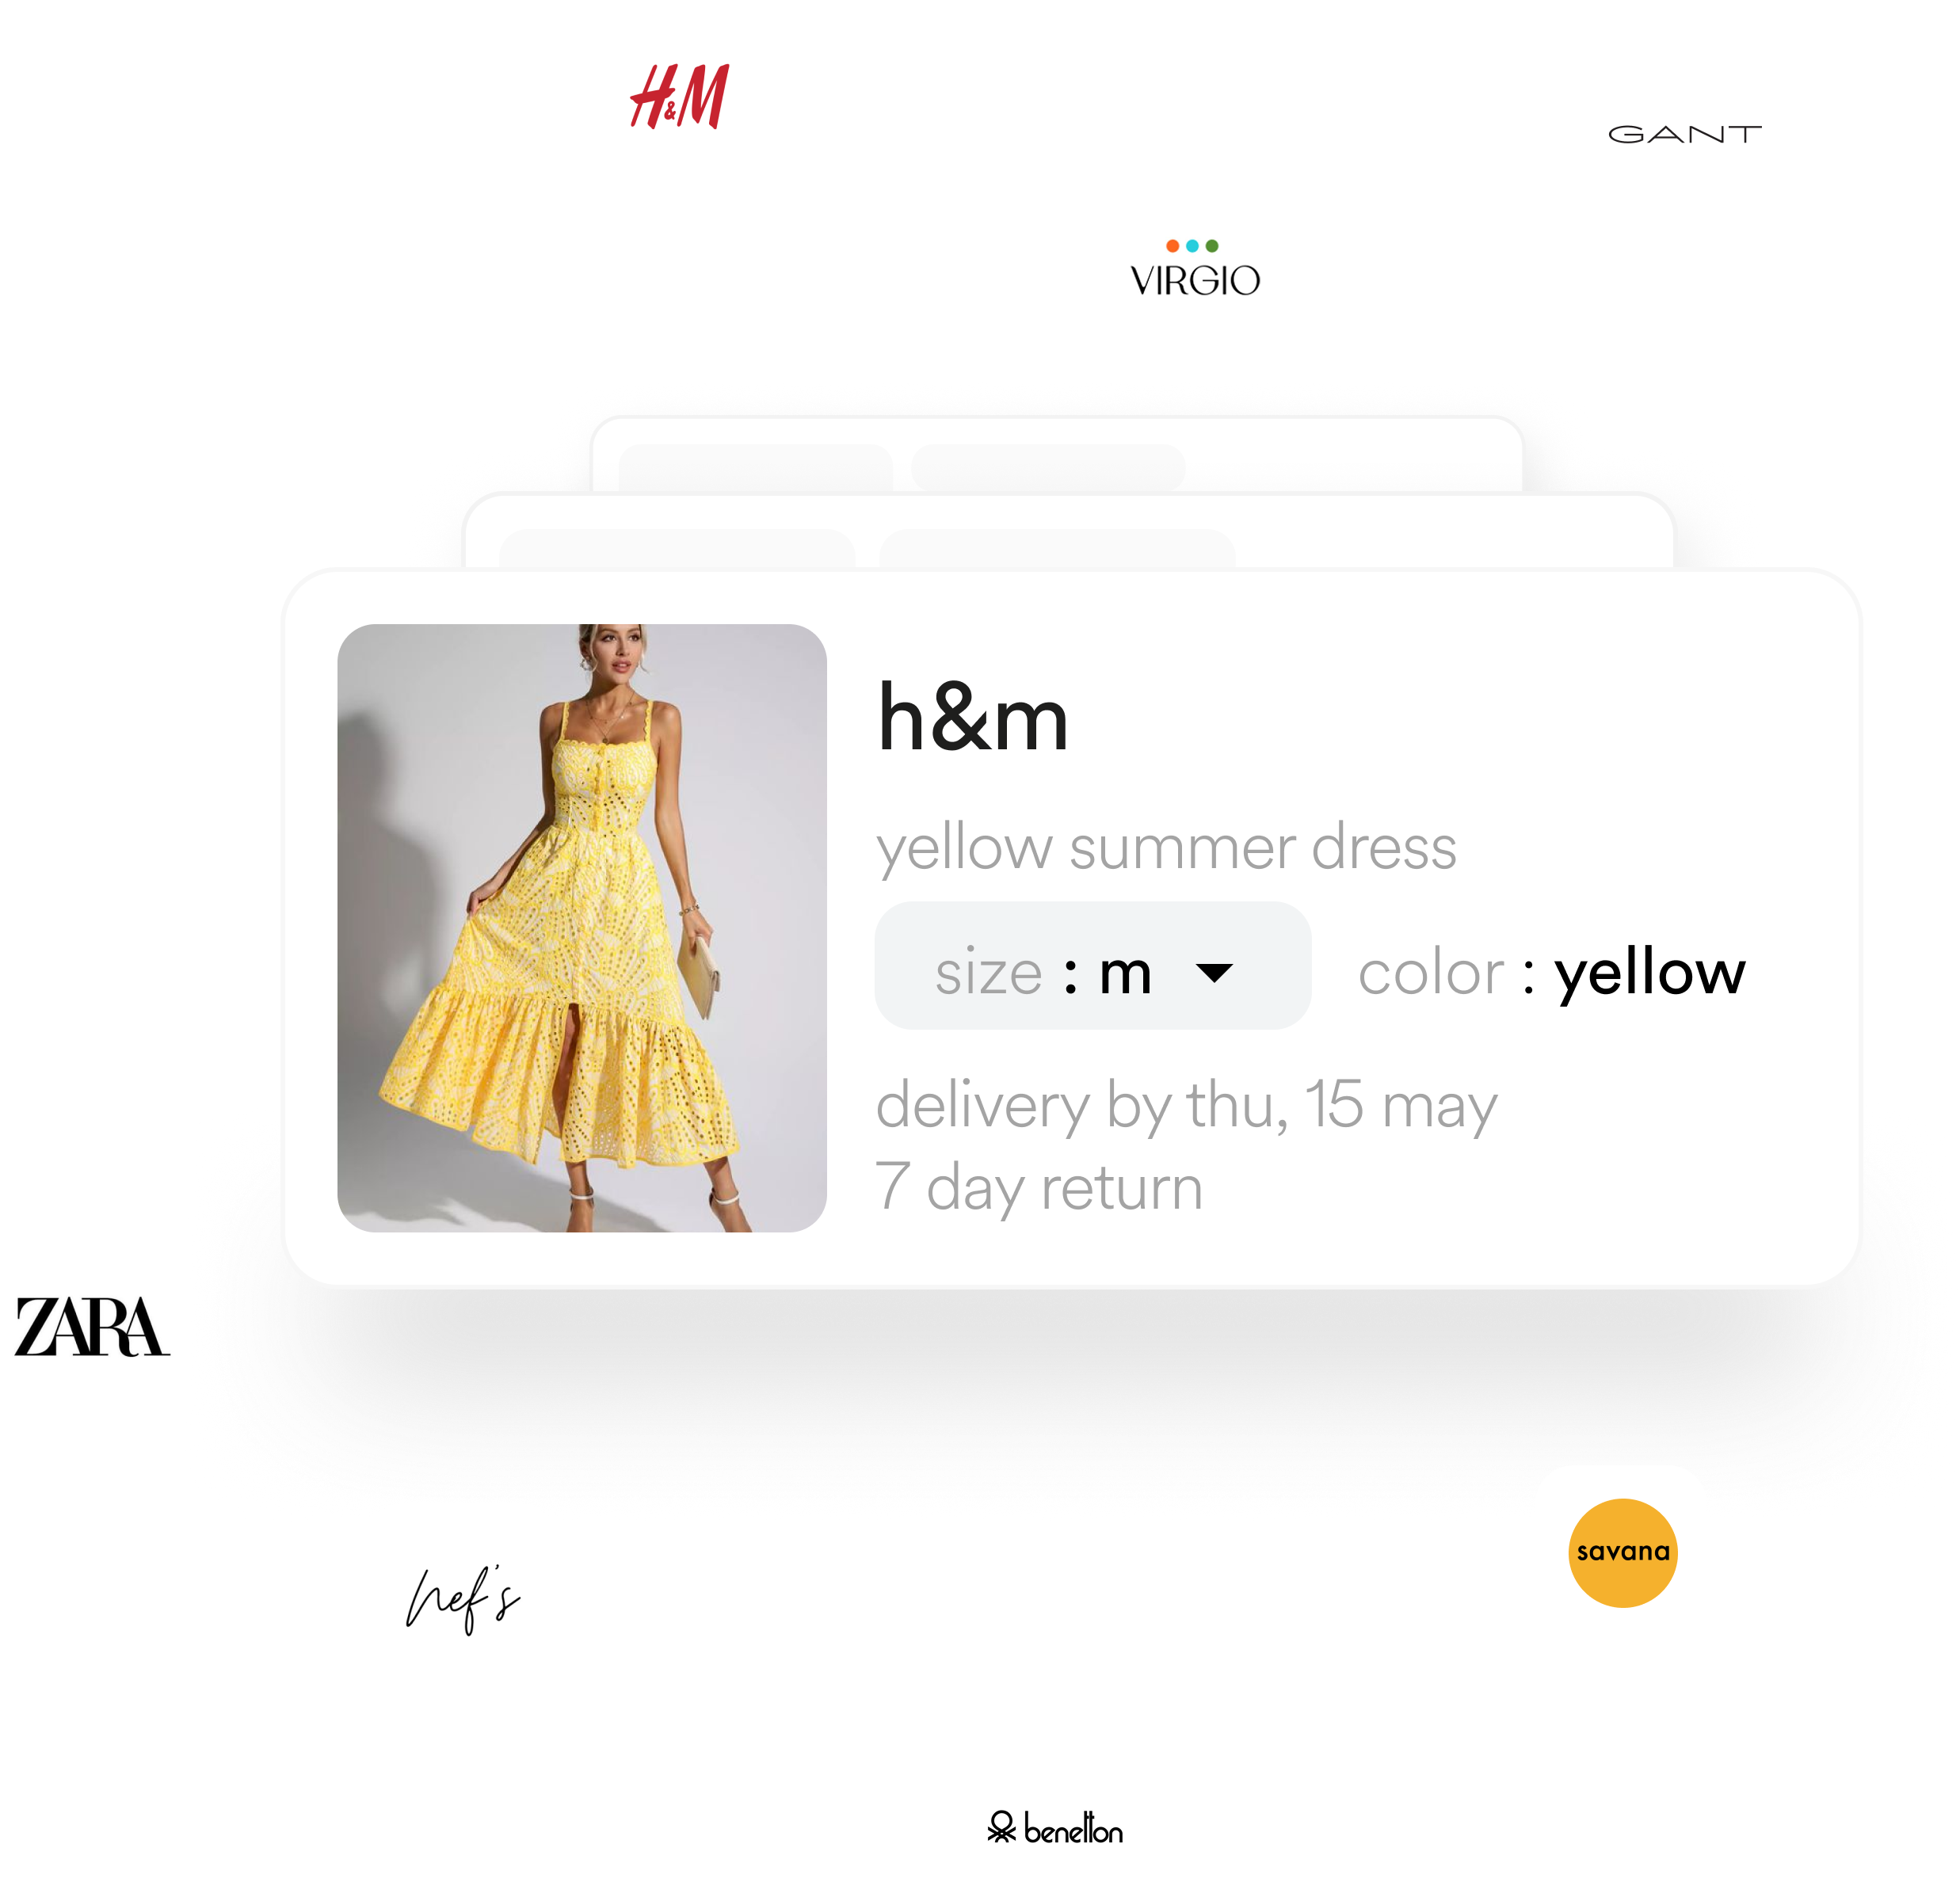 H&M
GANT
VIRGIO
h&m
yellow summer dress
size : m
color : yellow
delivery by thu, 15 may
7 day return
ZARA
savana
nef's
benetton